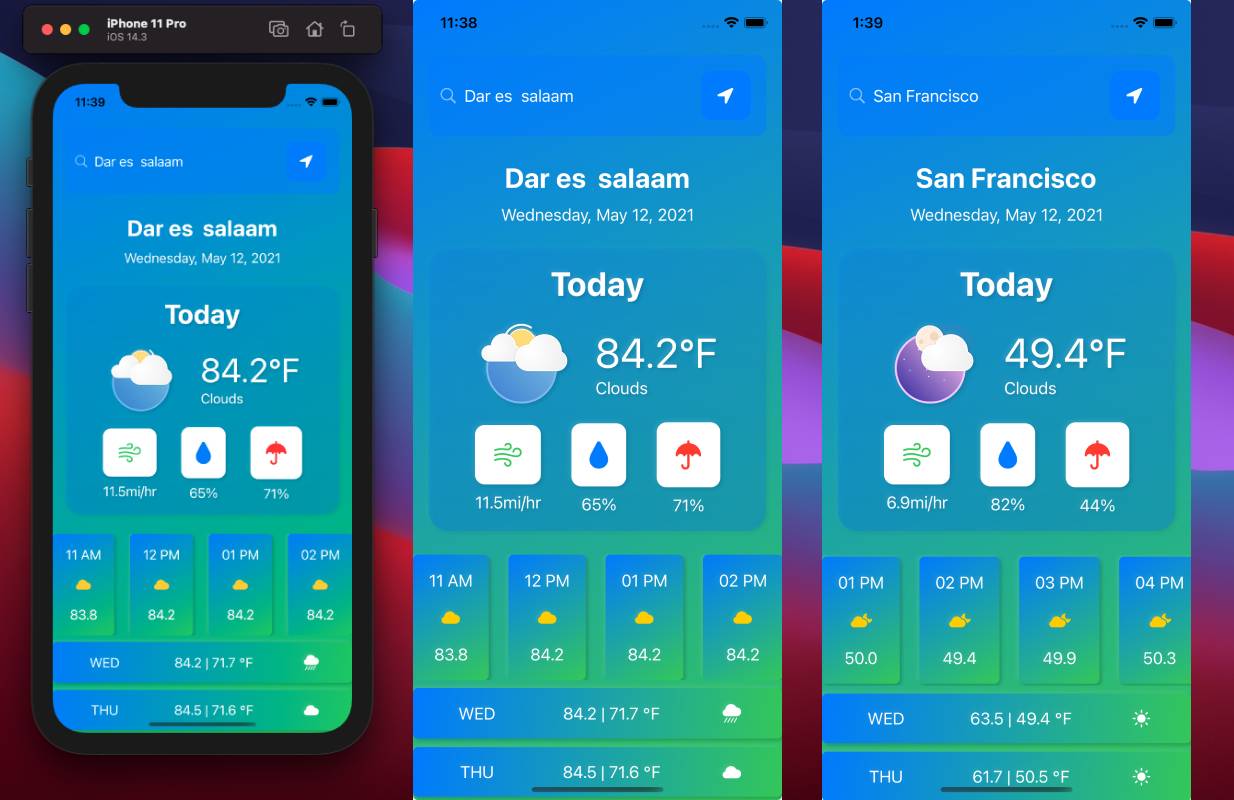 iPhone 11 Pro
iOS 14.3
11:39
Dar es  salaam
Dar es  salaam
Wednesday, May 12, 2021
Today
84.2°F
Clouds
11.5mi/hr 65% 71%
11 AM 12 PM 01 PM 02 PM
83.8 84.2 84.2 84.2
WED 84.2 | 71.7 °F
THU 84.5 | 71.6 °F
11:38
Dar es  salaam
Dar es  salaam
Wednesday, May 12, 2021
Today
84.2°F
Clouds
11.5mi/hr 65% 71%
11 AM 12 PM 01 PM 02 PM
83.8 84.2 84.2 84.2
WED 84.2 | 71.7 °F
THU 84.5 | 71.6 °F
1:39
San Francisco
San Francisco
Wednesday, May 12, 2021
Today
49.4°F
Clouds
6.9mi/hr 82% 44%
01 PM 02 PM 03 PM 04 PM
50.0 49.4 49.9 50.3
WED 63.5 | 49.4 °F
THU 61.7 | 50.5 °F